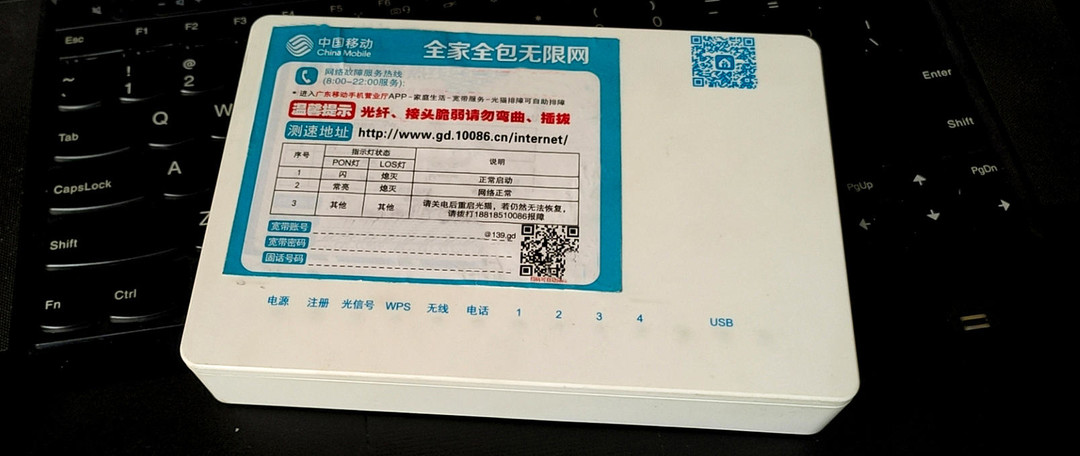 中国移动
China Mobile
全家全包无限网
网络故障服务热线
(8:00-22:00服务):
进入广东移动手机营业厅APP-家庭生活-宽带服务-光猫排障可自助排障
温馨提示 光纤、接头脆弱请勿弯曲、插拔
测速地址 http://www.gd.10086.cn/internet/
序号 指示灯状态 说明
PON灯 LOS灯
1 闪 熄灭 正常启动
2 常亮 熄灭 网络正常
3 其他 其他 请关电后重启光猫,若仍然无法恢复,
请拨打18818510086报障
宽带账号 @139.gd
宽带密码
固话号码
电源 注册 光信号 WPS 无线 电话 1 2 3 4 USB
Esc F1 F2 F3 F4 F5 F6
~ ! @ 2
Tab Q W
CapsLock A
Shift Z
Fn Ctrl
Enter
Shift
PgUp PgDn